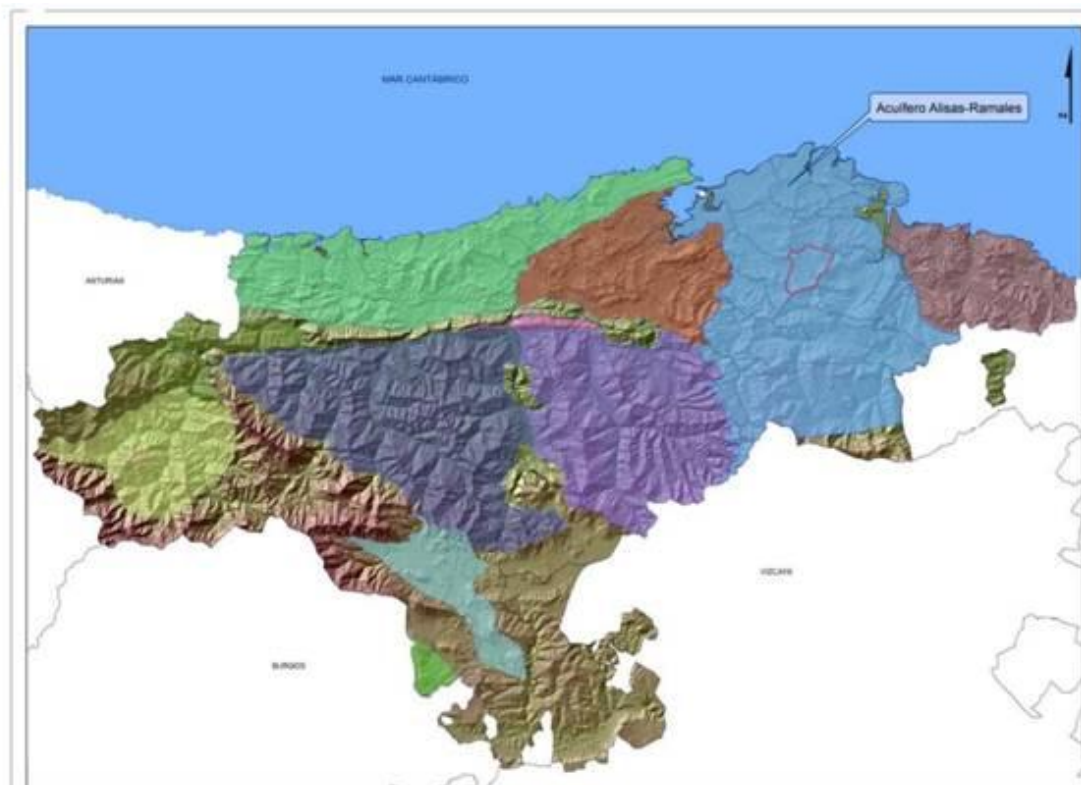 MAR CANTÁBRICO
Acuífero Alisas-Ramales
N
ASTURIAS
VIZCAYA
BURGOS